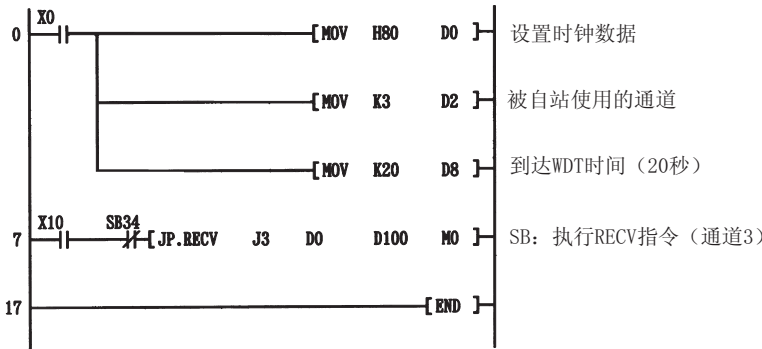 X0
0 [ MOV H80 D0 ] 设置时钟数据
[ MOV K3 D2 ] 被自站使用的通道
[ MOV K20 D8 ] 到达WDT时间（20秒）
X10 SB34
7 [ JP.RECV J3 D0 D100 M0 ] SB：执行RECV指令（通道3）
17 [ END ]